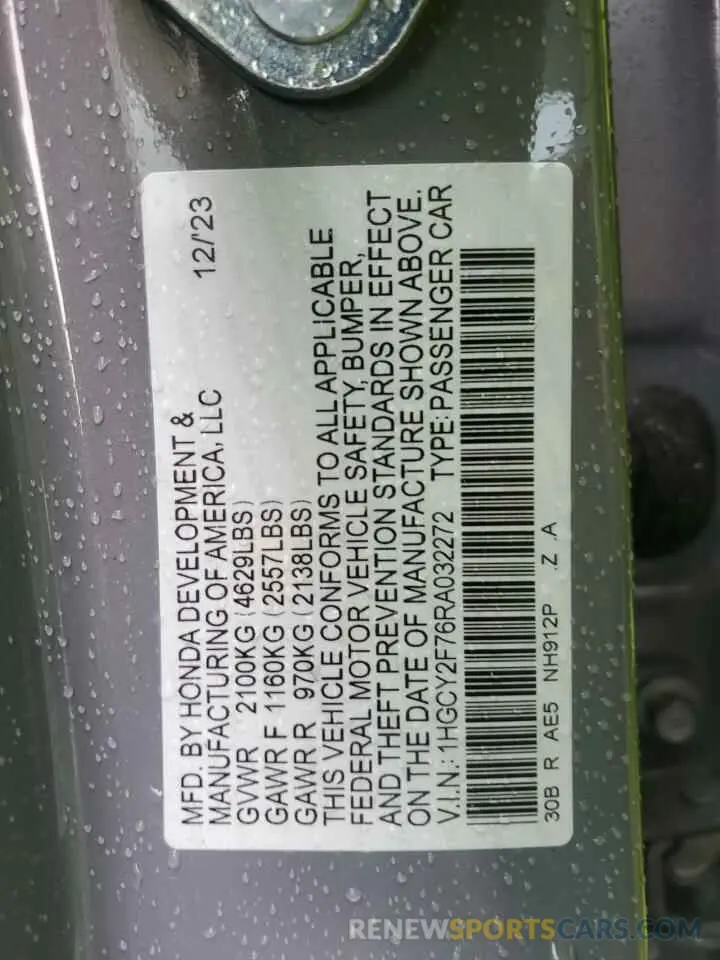 MFD. BY HONDA DEVELOPMENT &
MANUFACTURING OF AMERICA, LLC 12/'23
GVWR 2100KG (4629LBS)
GAWR F 1160KG (2557LBS)
GAWR R 970KG (2138LBS)
THIS VEHICLE CONFORMS TO ALL APPLICABLE
FEDERAL MOTOR VEHICLE SAFETY, BUMPER,
AND THEFT PREVENTION STANDARDS IN EFFECT
ON THE DATE OF MANUFACTURE SHOWN ABOVE.
V.I.N.: 1HGCY2F76RA032272 TYPE: PASSENGER CAR
30B R AE5 NH912P .Z .A
RENEWSPORTSCARS.COM